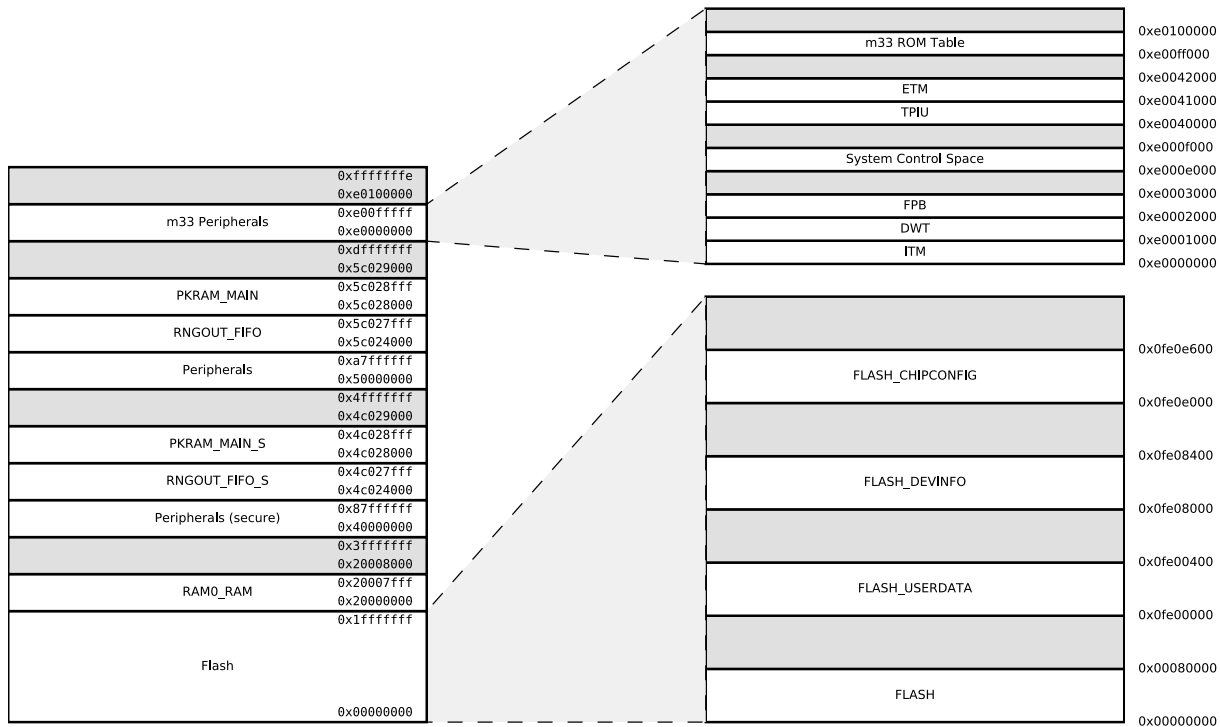 0xfffffffe
0xe0100000
m33 Peripherals
0xe00fffff
0xe0000000
0xdfffffff
0x5c029000
PKRAM_MAIN
0x5c028fff
0x5c028000
RNGOUT_FIFO
0x5c027fff
0x5c024000
Peripherals
0xa7ffffff
0x50000000
0x4fffffff
0x4c029000
PKRAM_MAIN_S
0x4c028fff
0x4c028000
RNGOUT_FIFO_S
0x4c027fff
0x4c024000
Peripherals (secure)
0x87ffffff
0x40000000
0x3fffffff
0x20008000
RAM0_RAM
0x20007fff
0x20000000
0x1fffffff
Flash
0x00000000
0xe0100000
m33 ROM Table
0xe00ff000
0xe0042000
ETM
0xe0041000
TPIU
0xe0040000
0xe000f000
System Control Space
0xe000e000
0xe0003000
FPB
0xe0002000
DWT
0xe0001000
ITM
0xe0000000
0x0fe0e600
FLASH_CHIPCONFIG
0x0fe0e000
0x0fe08400
FLASH_DEVINFO
0x0fe08000
0x0fe00400
FLASH_USERDATA
0x0fe00000
0x00080000
FLASH
0x00000000